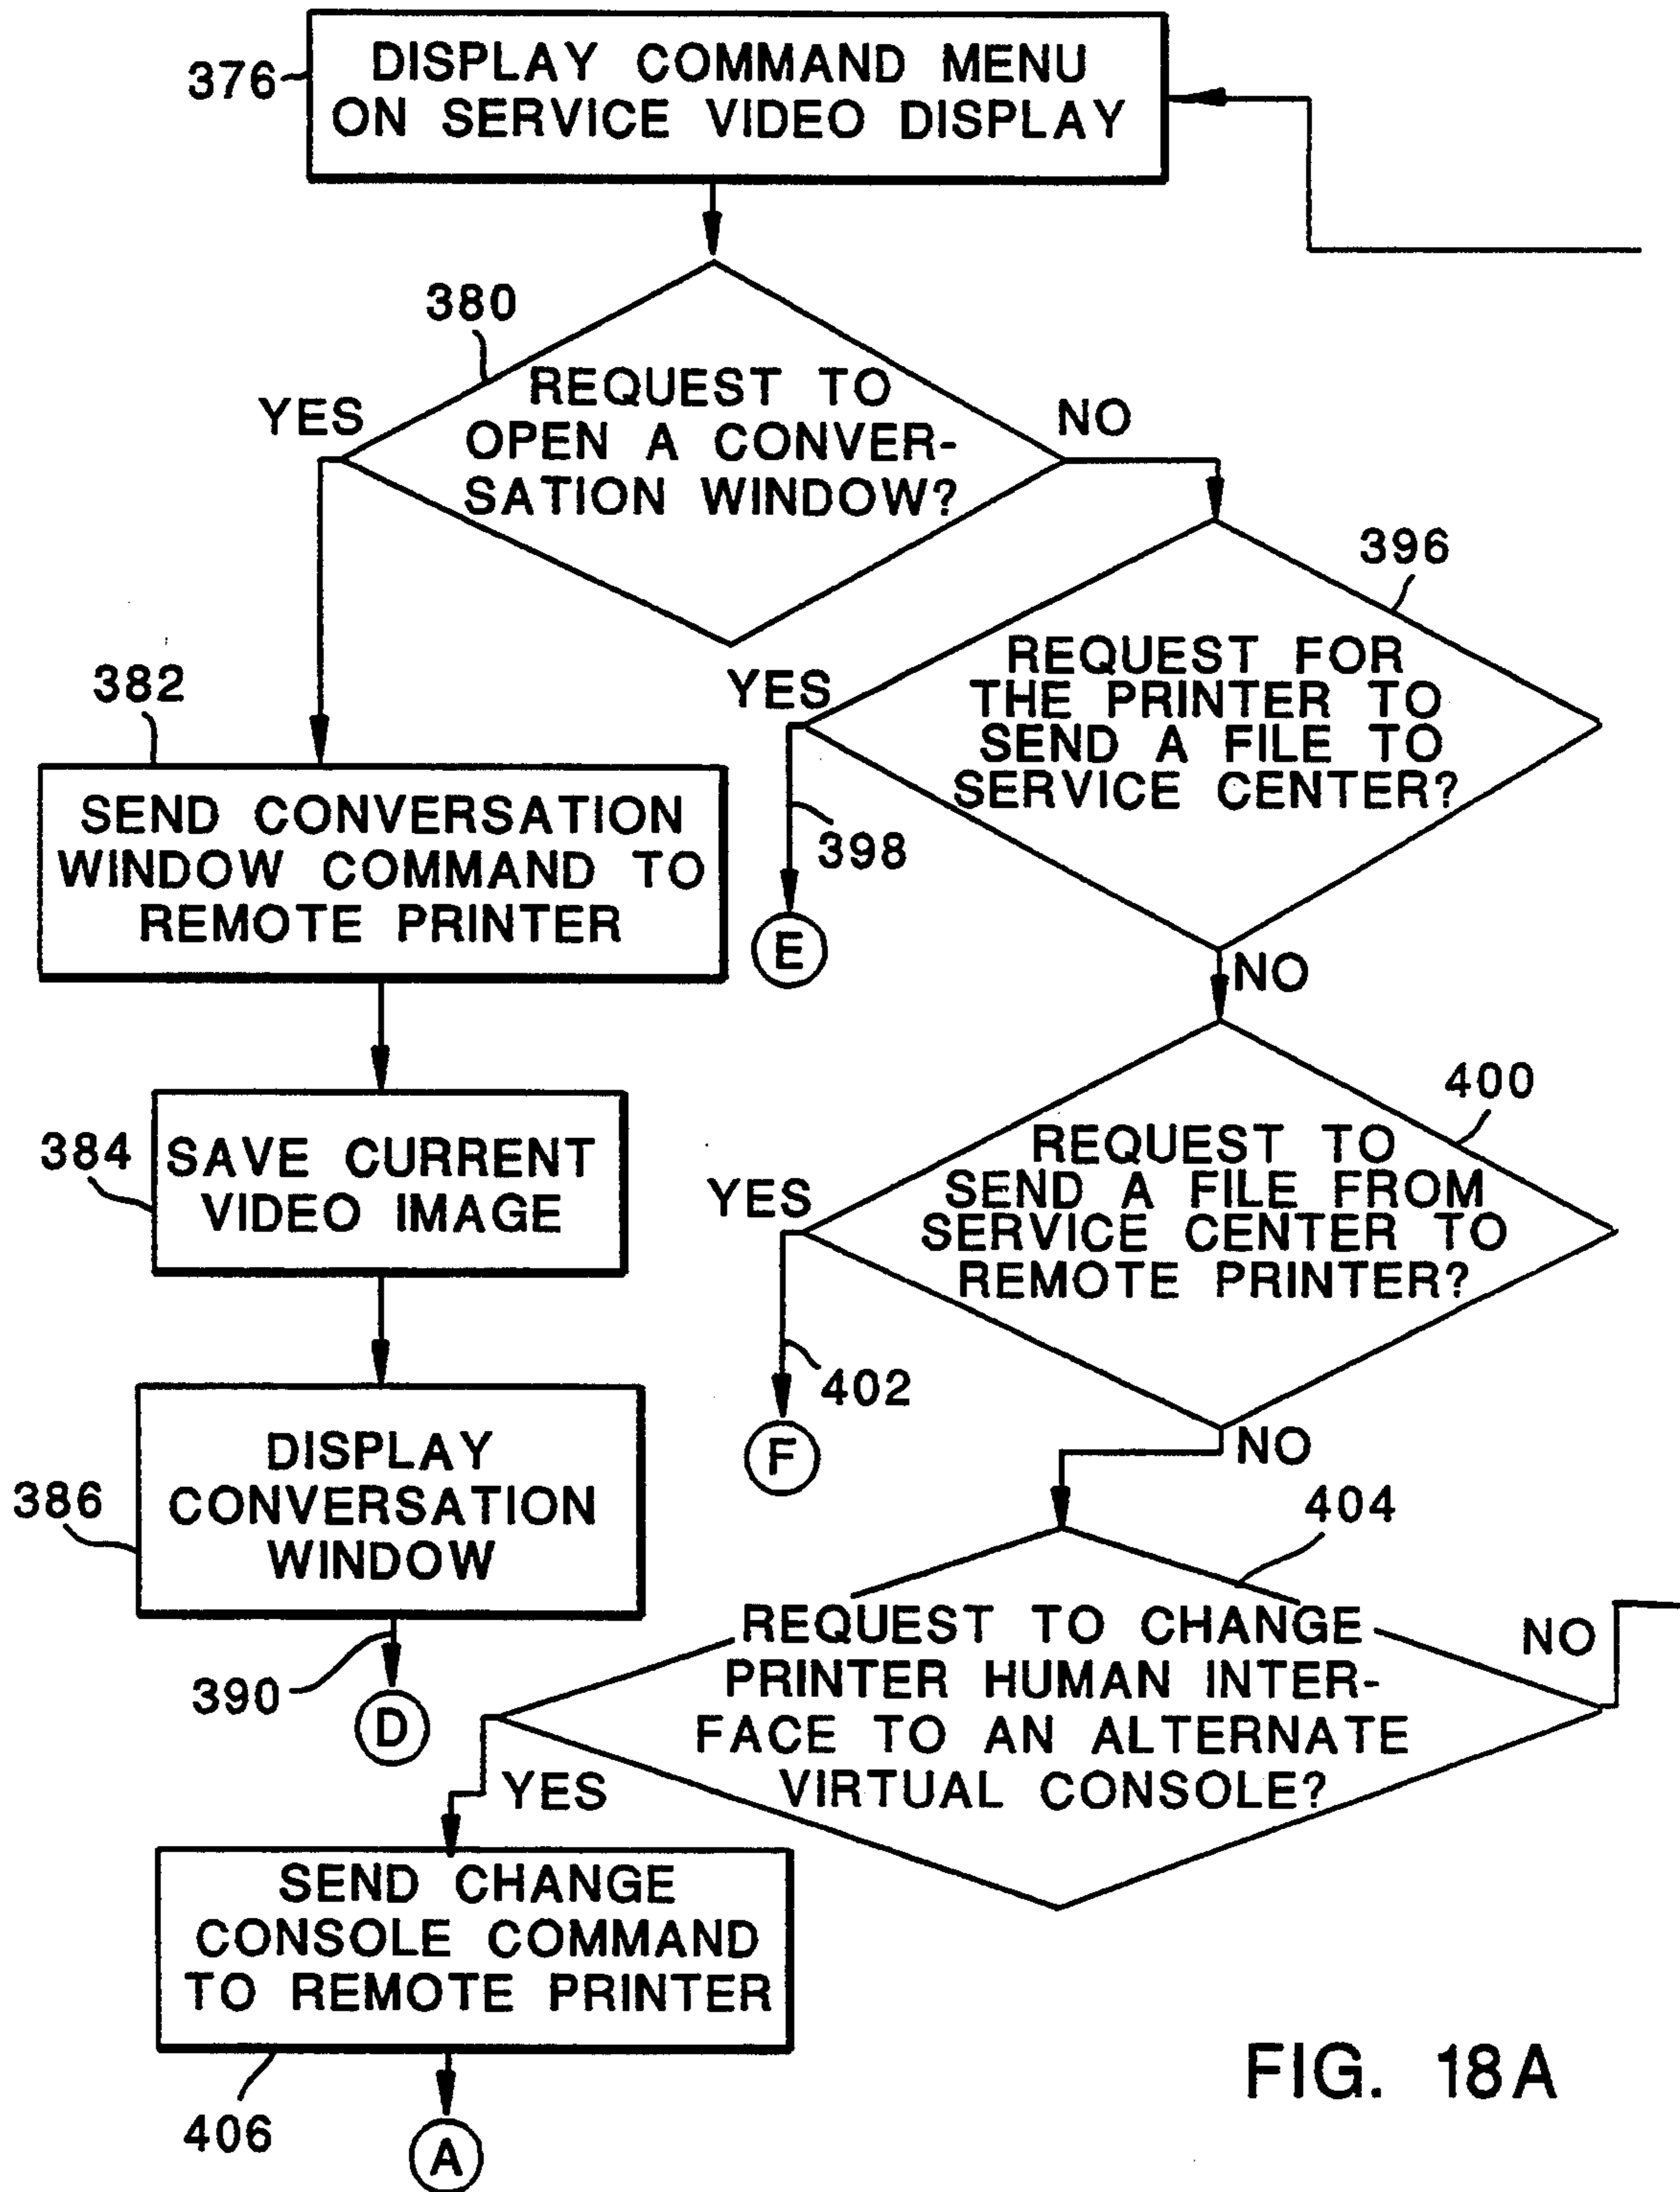 376
DISPLAY COMMAND MENU
ON SERVICE VIDEO DISPLAY
380
YES
REQUEST TO
OPEN A CONVER-
SATION WINDOW?
NO
396
REQUEST FOR
THE PRINTER TO
SEND A FILE TO
SERVICE CENTER?
YES
398
E
NO
382
SEND CONVERSATION
WINDOW COMMAND TO
REMOTE PRINTER
384
SAVE CURRENT
VIDEO IMAGE
400
REQUEST TO
SEND A FILE FROM
SERVICE CENTER TO
REMOTE PRINTER?
YES
402
F
NO
386
DISPLAY
CONVERSATION
WINDOW
390
D
404
REQUEST TO CHANGE
PRINTER HUMAN INTER-
FACE TO AN ALTERNATE
VIRTUAL CONSOLE?
NO
YES
SEND CHANGE
CONSOLE COMMAND
TO REMOTE PRINTER
406
A
FIG. 18A